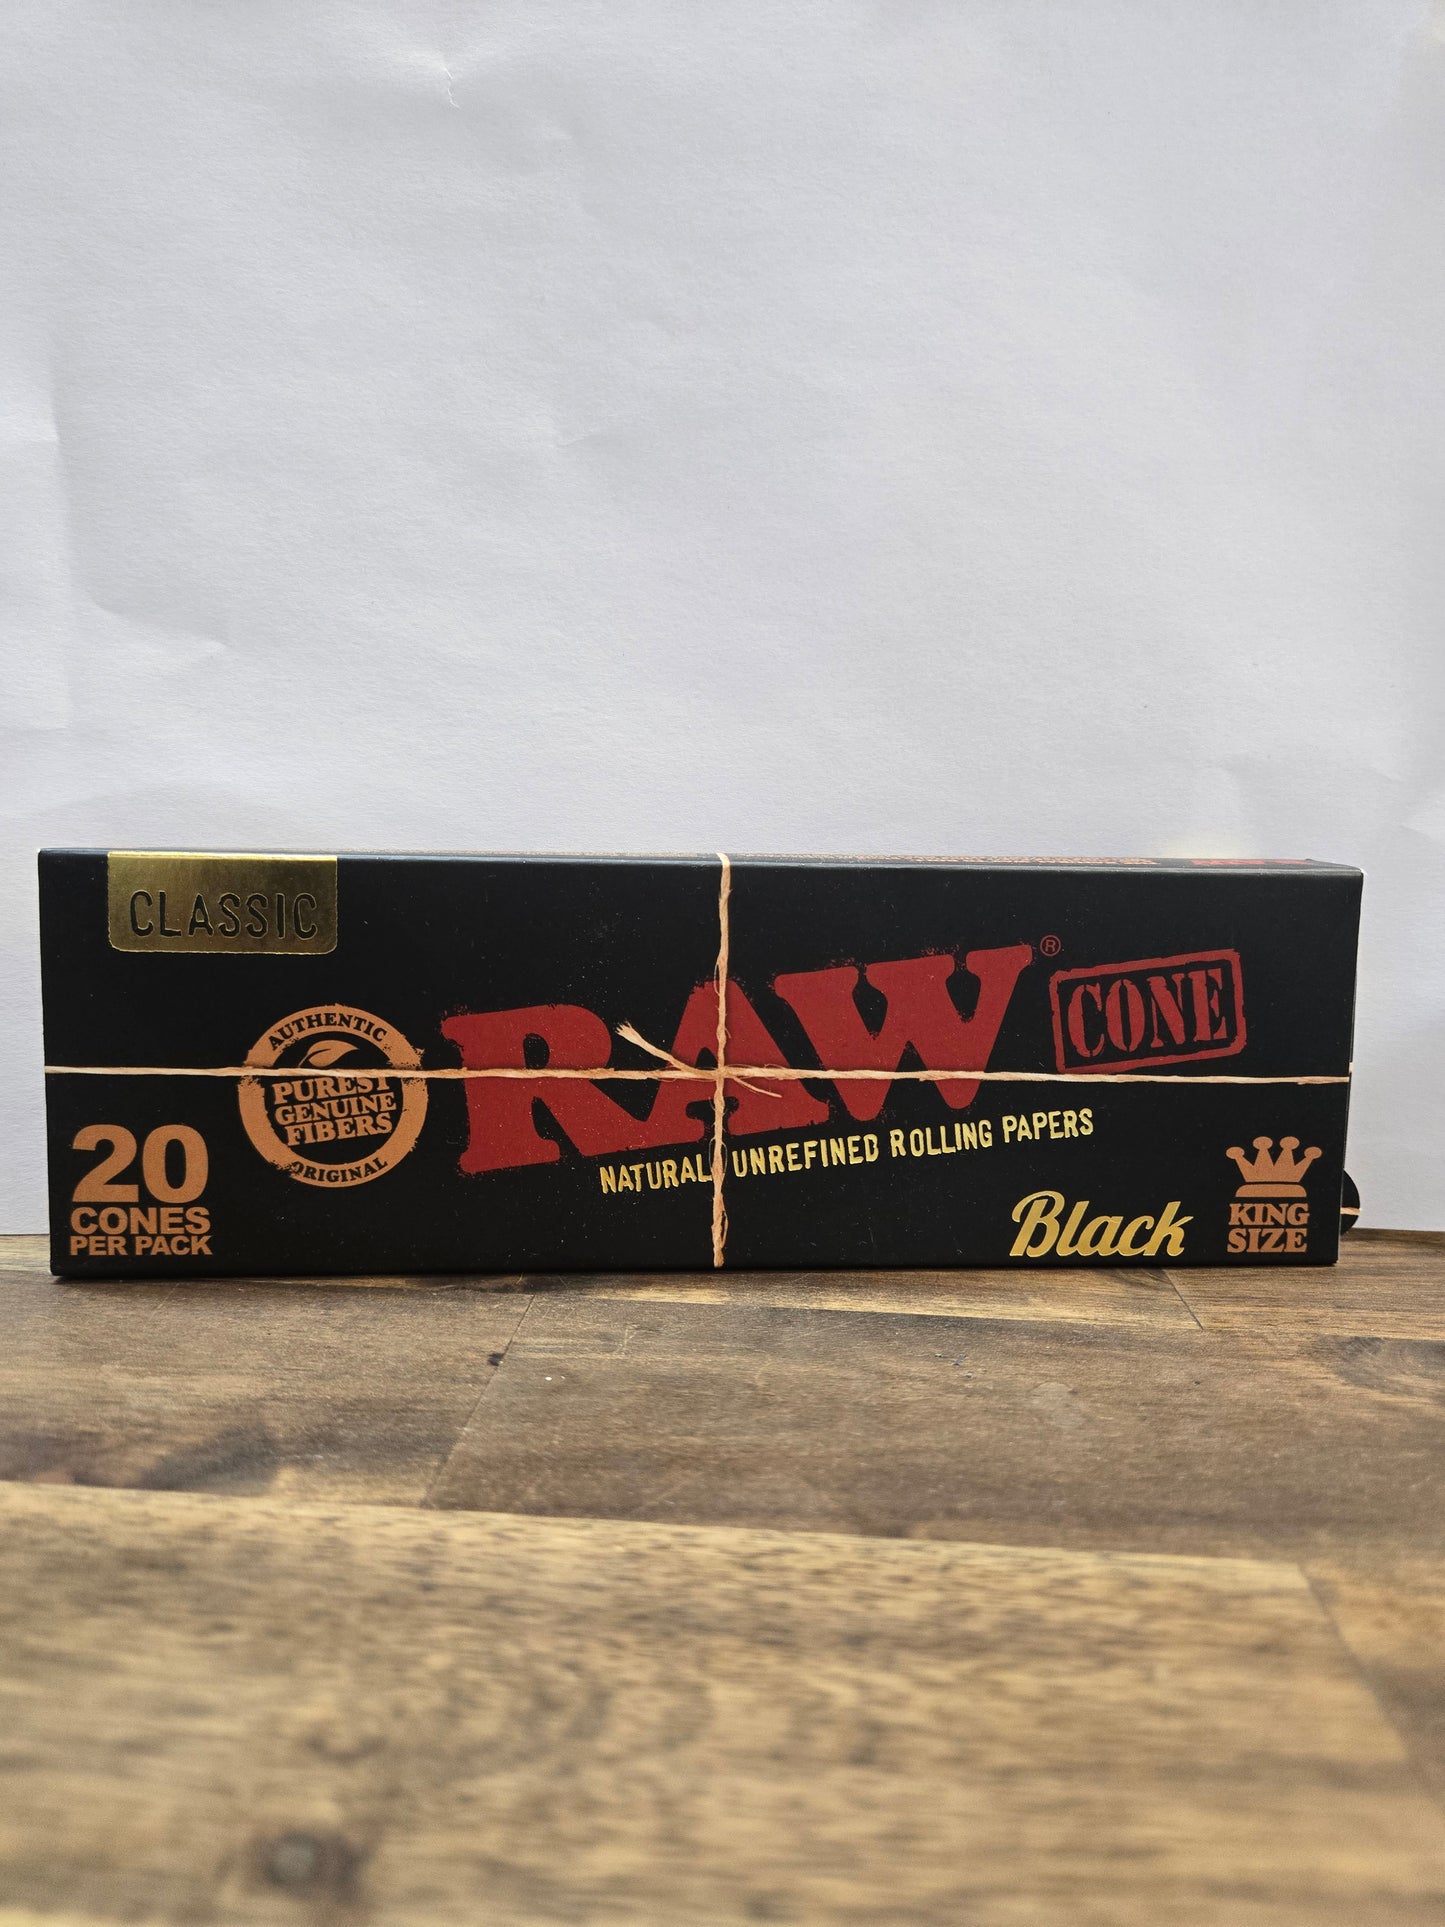 CLASSIC
AUTHENTIC
PUREST
GENUINE
FIBERS
ORIGINAL
RAW®
CONE
NATURAL UNREFINED ROLLING PAPERS
20
CONES
PER PACK
Black
KING
SIZE